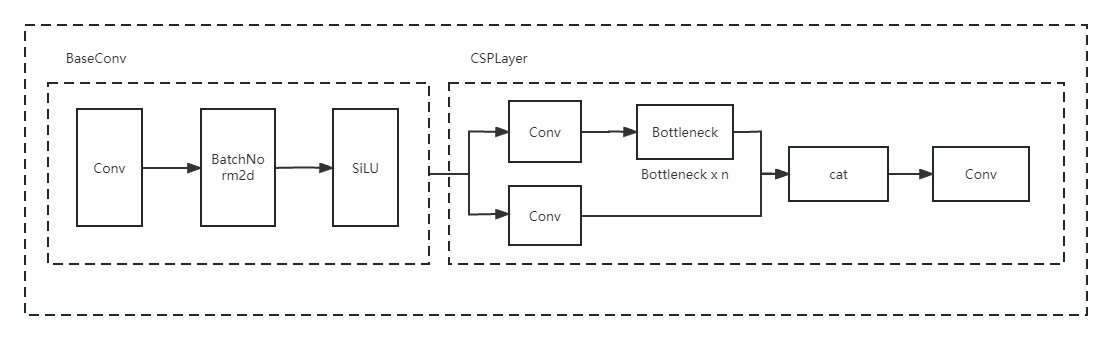 BaseConv
CSPLayer
Conv
BatchNo
rm2d
SiLU
Conv
Bottleneck
Bottleneck x n
Conv
cat
Conv